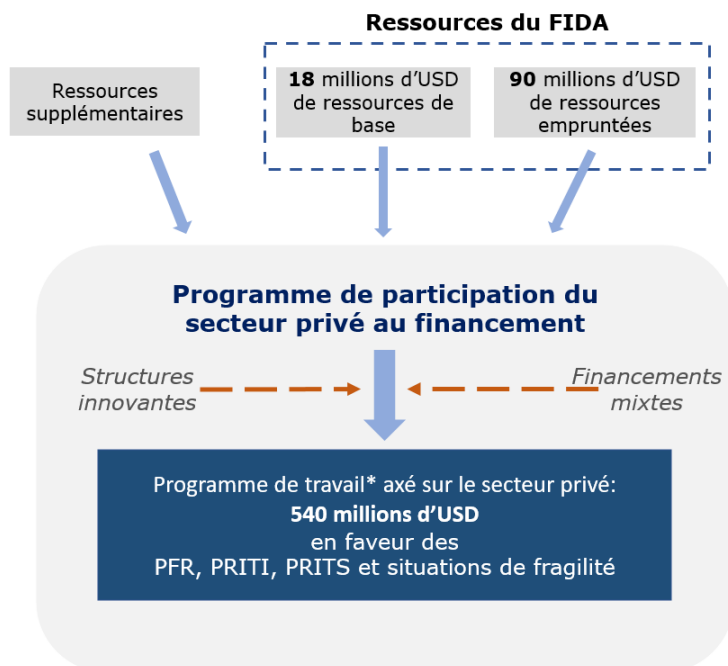 Ressources du FIDA
Ressources
supplémentaires
18 millions d’USD
de ressources de
base
90 millions d’USD
de ressources
empruntées
Programme de participation du
secteur privé au financement
Structures
innovantes
Financements
mixtes
Programme de travail* axé sur le secteur privé:
540 millions d’USD
en faveur des
PFR, PRITI, PRITS et situations de fragilité